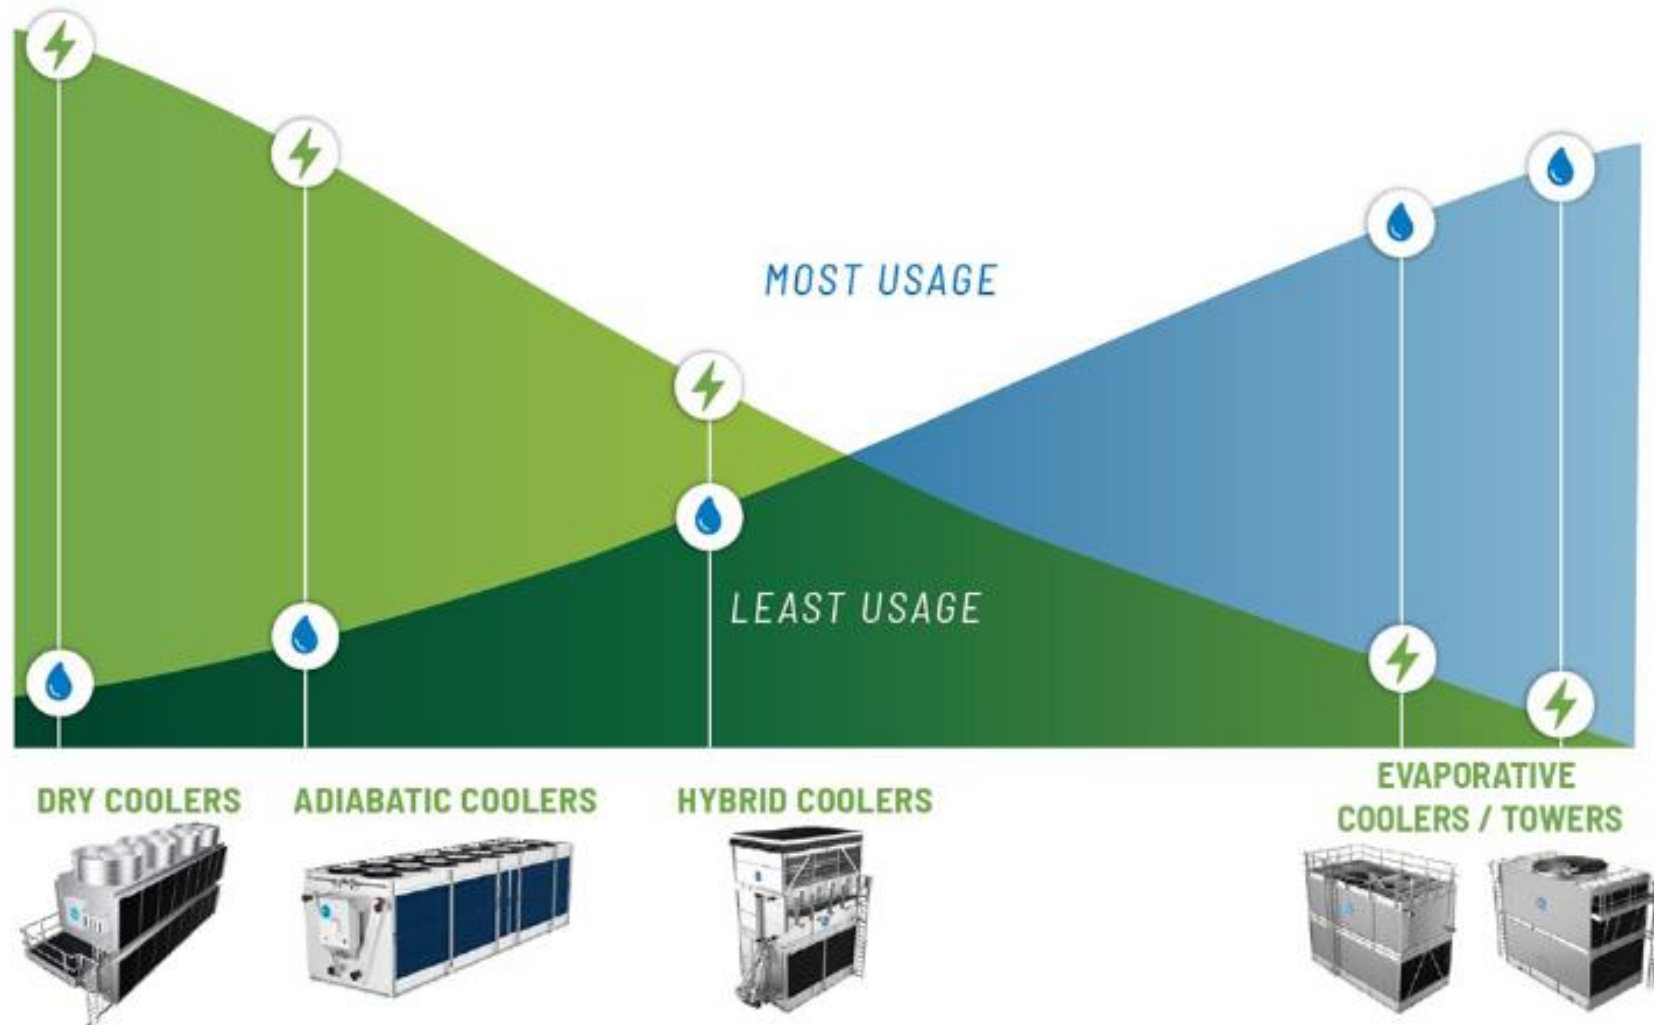 MOST USAGE
LEAST USAGE
DRY COOLERS
ADIABATIC COOLERS
HYBRID COOLERS
EVAPORATIVE
COOLERS / TOWERS